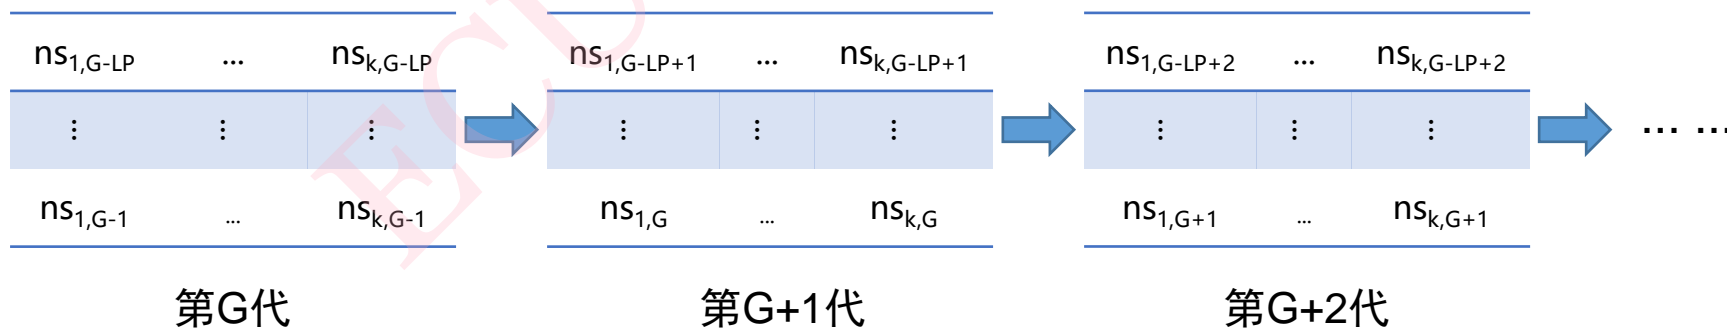 ns1,G-LP ... nsk,G-LP ns1,G-LP+1 ... nsk,G-LP+1 ns1,G-LP+2 ... nsk,G-LP+2
⋮ ⋮ ⋮ ⋮ ⋮ ⋮ ⋮ ⋮ ⋮ ... ...
ns1,G-1 ... nsk,G-1 ns1,G ... nsk,G ns1,G+1 ... nsk,G+1
第G代 第G+1代 第G+2代